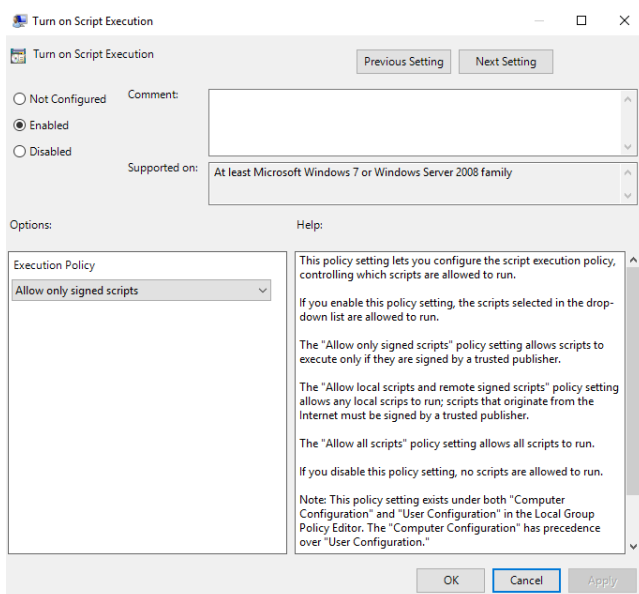 Turn on Script Execution
Turn on Script Execution
Previous Setting
Next Setting
Not Configured
Comment:
Enabled
Disabled
Supported on:
At least Microsoft Windows 7 or Windows Server 2008 family
Options:
Help:
Execution Policy
Allow only signed scripts
This policy setting lets you configure the script execution policy,
controlling which scripts are allowed to run.
If you enable this policy setting, the scripts selected in the drop-
down list are allowed to run.
The "Allow only signed scripts" policy setting allows scripts to
execute only if they are signed by a trusted publisher.
The "Allow local scripts and remote signed scripts" policy setting
allows any local scrips to run; scripts that originate from the
Internet must be signed by a trusted publisher.
The "Allow all scripts" policy setting allows all scripts to run.
If you disable this policy setting, no scripts are allowed to run.
Note: This policy setting exists under both "Computer
Configuration" and "User Configuration" in the Local Group
Policy Editor. The "Computer Configuration" has precedence
over "User Configuration."
OK
Cancel
Apply